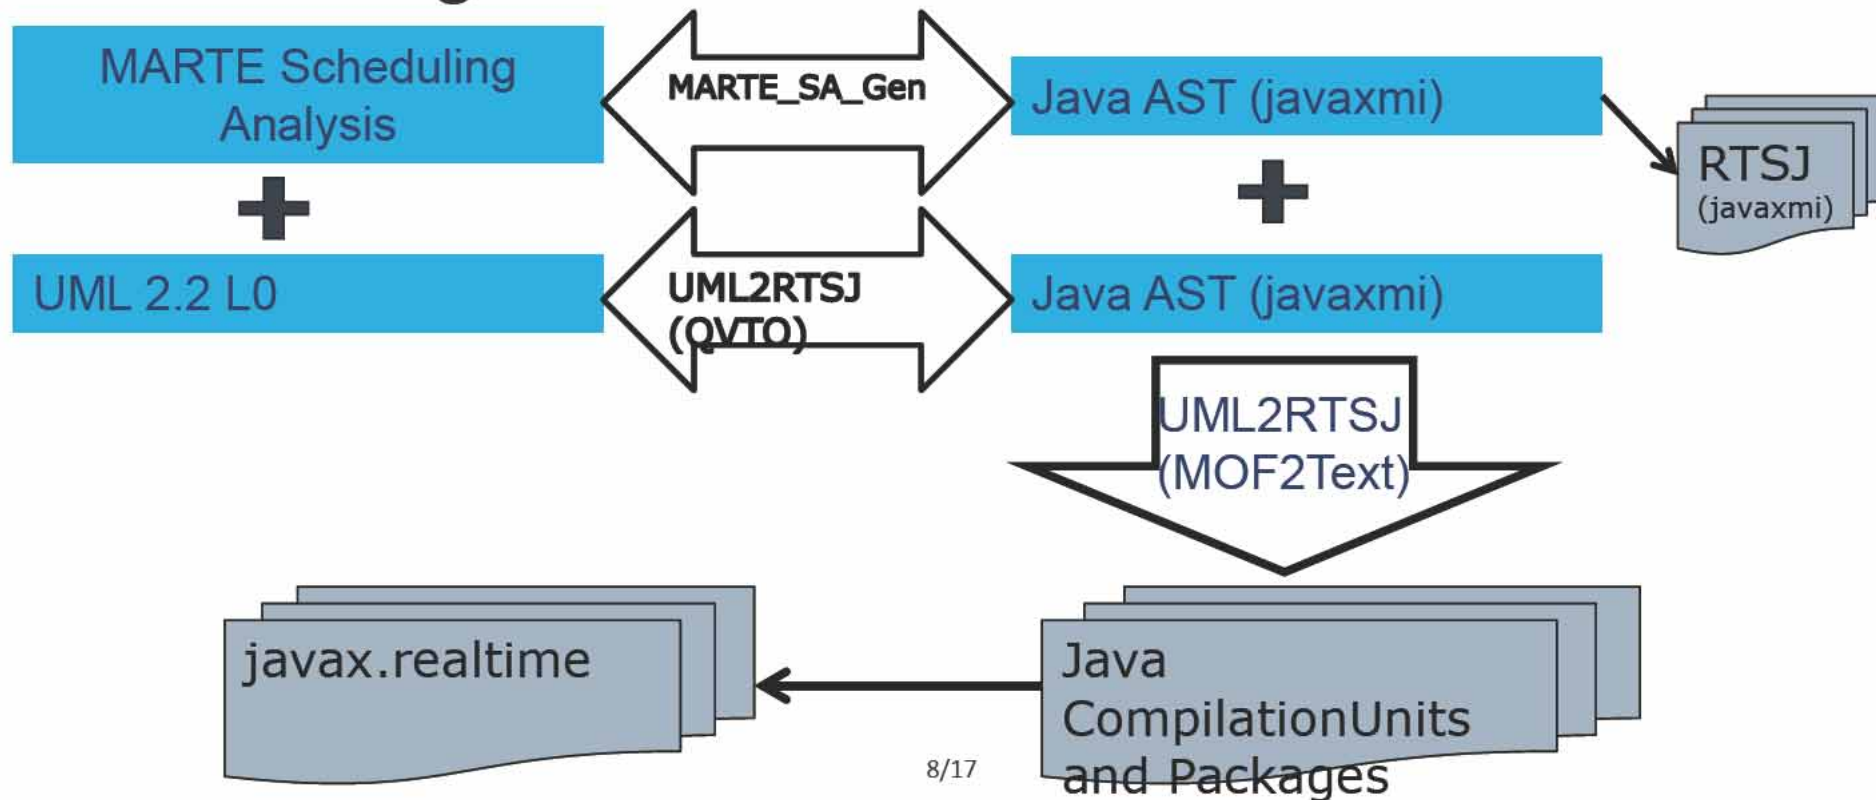 MARTE Scheduling
Analysis
MARTE_SA_Gen
Java AST (javaxmi)
RTSJ
(javaxmi)
UML 2.2 L0
UML2RTSJ
(QVTO)
Java AST (javaxmi)
UML2RTSJ
(MOF2Text)
javax.realtime
Java
CompilationUnits
and Packages
8/17